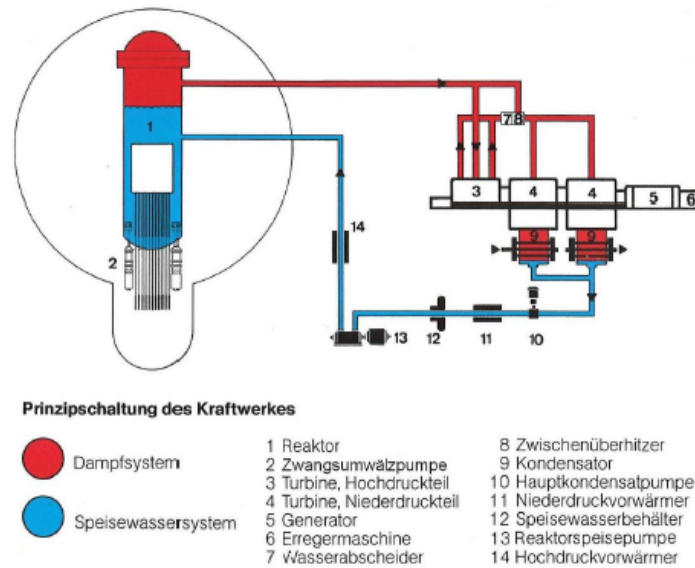 1
2
3
4
4
5
6
7
8
9
9
14
13
12
11
10
Prinzipschaltung des Kraftwerkes
Dampfsystem
Speisewassersystem
1 Reaktor
2 Zwangsumwälzpumpe
3 Turbine, Hochdruckteil
4 Turbine, Niederdruckteil
5 Generator
6 Erregermaschine
7 Wasserabscheider
8 Zwischenüberhitzer
9 Kondensator
10 Hauptkondensatpumpe
11 Niederdruckvorwärmer
12 Speisewasserbehälter
13 Reaktorspeisepumpe
14 Hochdruckvorwärmer